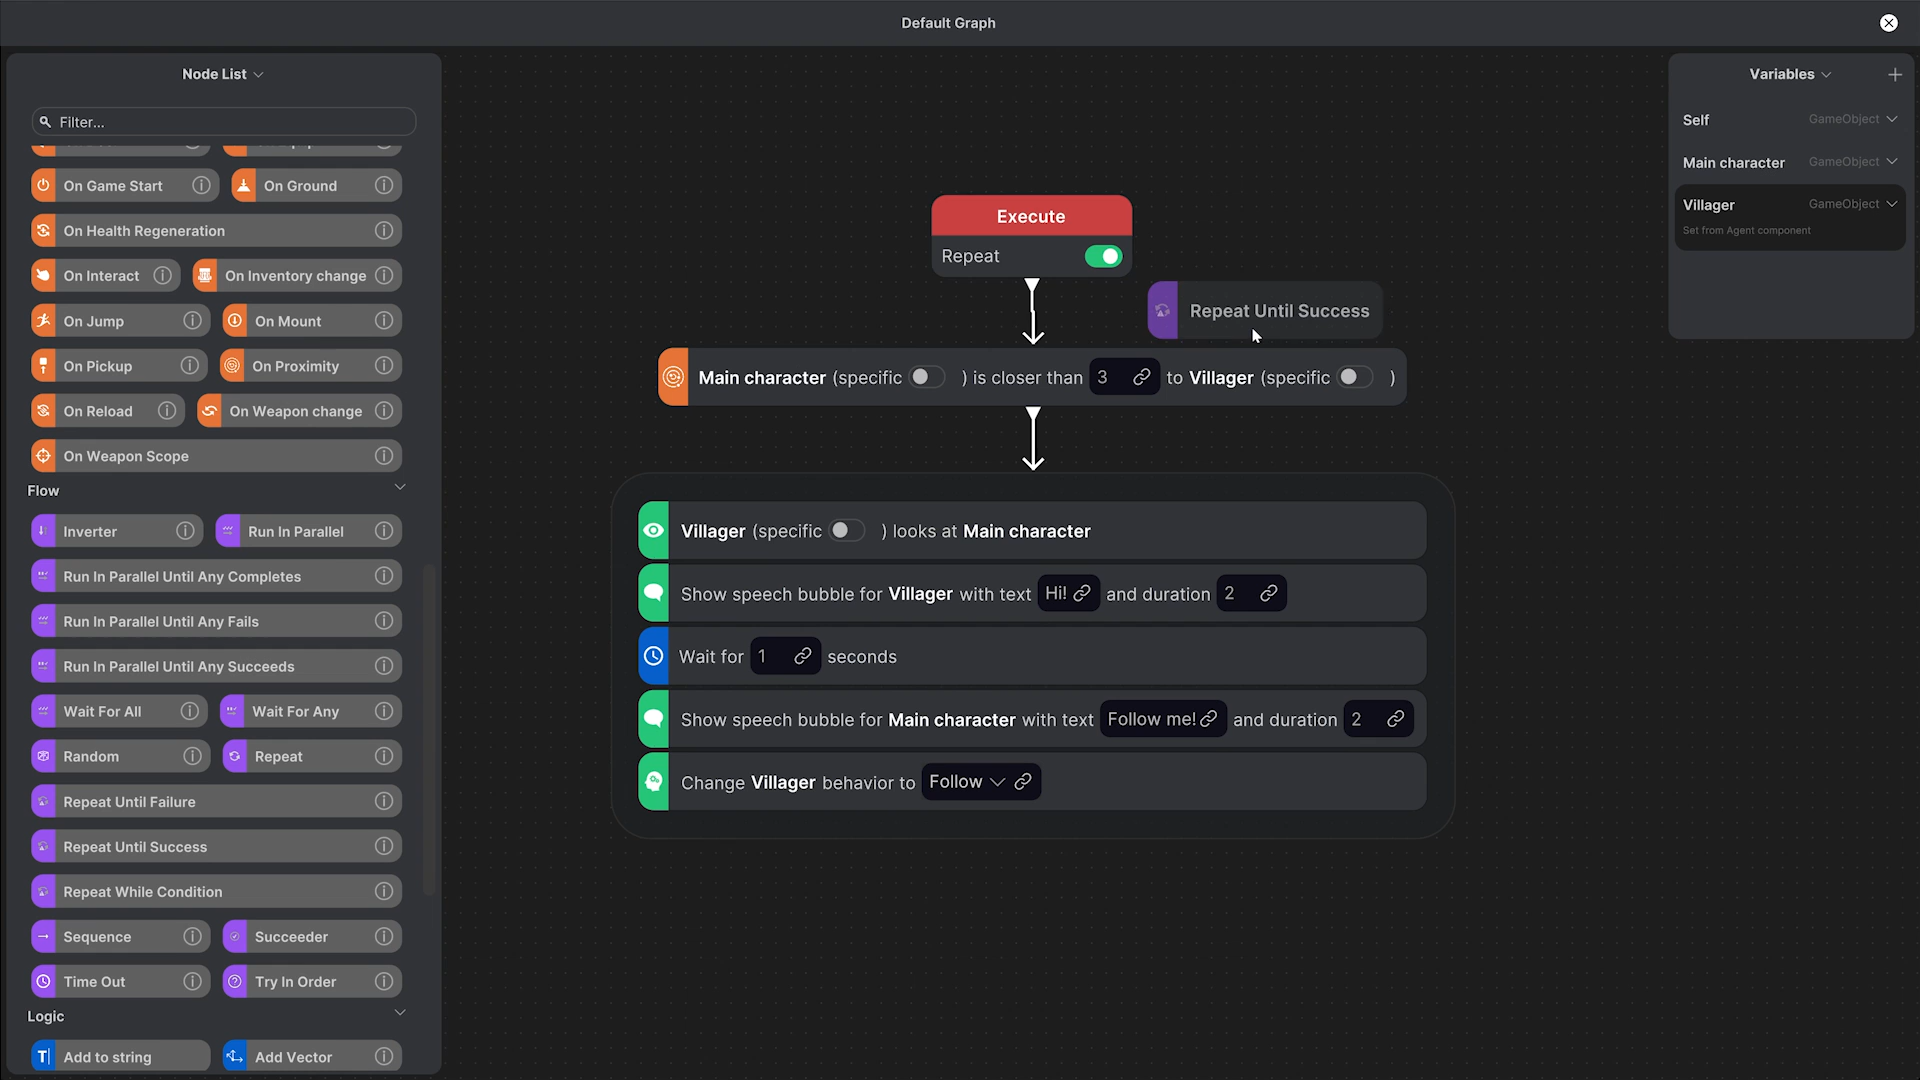 Default Graph
Node List
Filter...
On Game Start
On Ground
On Health Regeneration
On Interact
On Inventory change
On Jump
On Mount
On Pickup
On Proximity
On Reload
On Weapon change
On Weapon Scope
Flow
Inverter
Run In Parallel
Run In Parallel Until Any Completes
Run In Parallel Until Any Fails
Run In Parallel Until Any Succeeds
Wait For All
Wait For Any
Random
Repeat
Repeat Until Failure
Repeat Until Success
Repeat While Condition
Sequence
Succeeder
Time Out
Try In Order
Logic
Add to string
Add Vector
Execute
Repeat
Repeat Until Success
Main character (specific ) is closer than 3 to Villager (specific )
Villager (specific ) looks at Main character
Show speech bubble for Villager with text Hi! and duration 2
Wait for 1 seconds
Show speech bubble for Main character with text Follow me! and duration 2
Change Villager behavior to Follow
Variables
Self GameObject
Main character GameObject
Villager GameObject
Set from Agent component